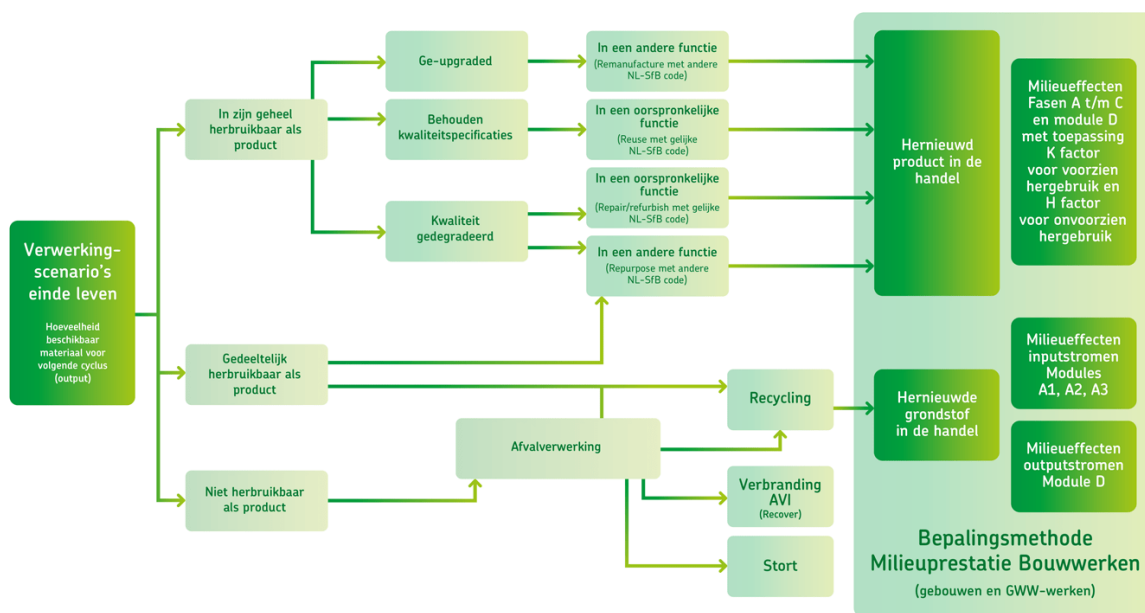 Verwerking-
scenario's
einde leven
Hoeveelheid
beschikbaar
materiaal voor
volgende cyclus
(output)
In zijn geheel
herbruikbaar als
product
Gedeeltelijk
herbruikbaar als
product
Niet herbruikbaar
als product
Ge-upgraded
Behouden
kwaliteitspecificaties
Kwaliteit
gedegradeerd
Afvalverwerking
In een andere functie
(Remanufacture met andere
NL-SfB code)
In een oorspronkelijke
functie
(Reuse met gelijke
NL-SfB code)
In een oorspronkelijke
functie
(Repair/refurbish met gelijke
NL-SfB code)
In een andere functie
(Repurpose met andere
NL-SfB code)
Recycling
Verbranding
AVI
(Recover)
Stort
Hernieuwd
product in de
handel
Hernieuwde
grondstof
in de handel
Milieueffecten
Fasen A t/m C
en module D
met toepassing
K factor
voor voorzien
hergebruik en
H factor
voor onvoorzien
hergebruik
Milieueffecten
inputstromen
Modules
A1, A2, A3
Milieueffecten
outputstromen
Module D
Bepalingsmethode
Milieuprestatie Bouwwerken
(gebouwen en GWW-werken)